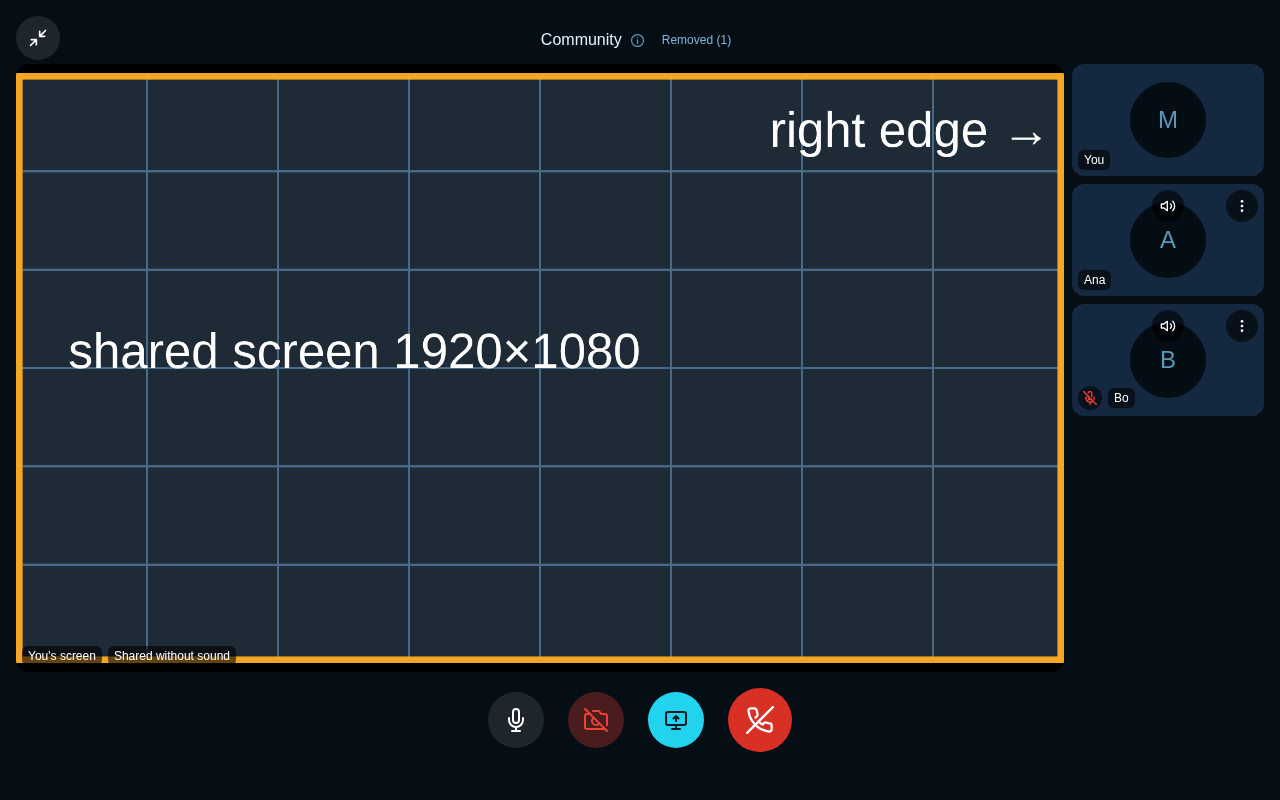 Community
Removed (1)
right edge →
shared screen 1920×1080
You's screen
Shared without sound
M
You
A
Ana
B
Bo